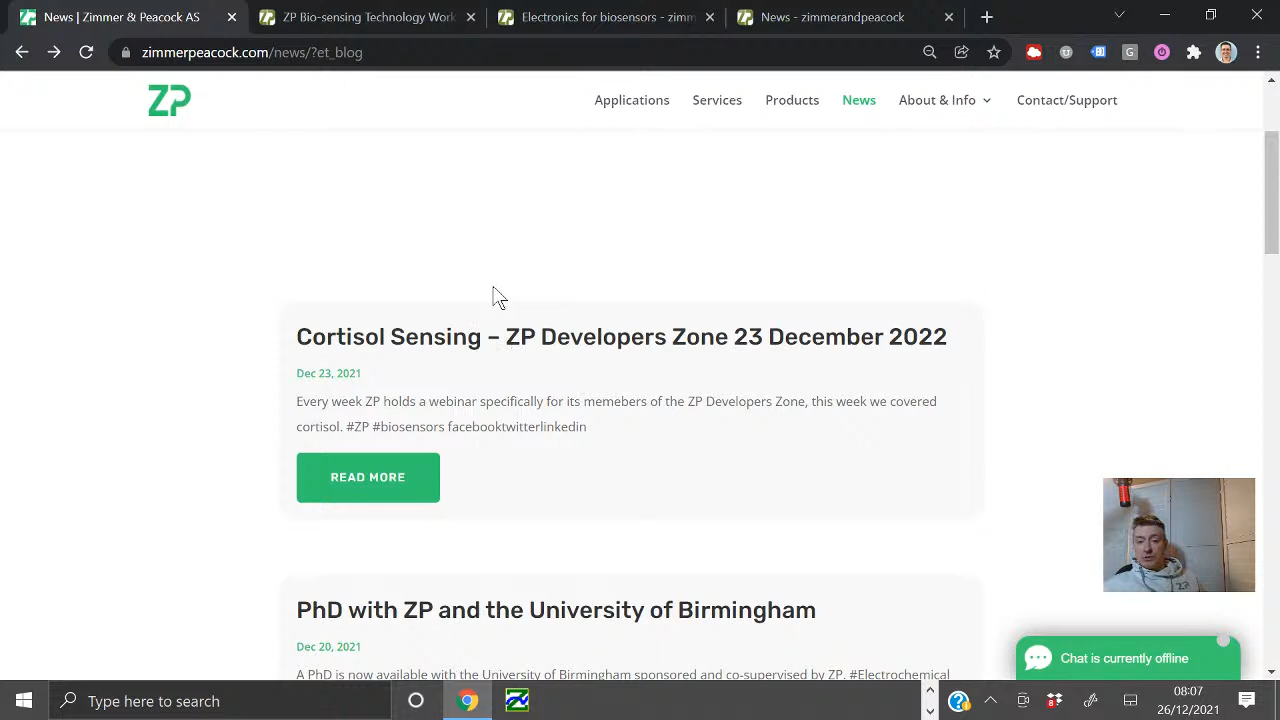 News | Zimmer & Peacock AS
ZP Bio-sensing Technology Work
Electronics for biosensors - zimm
News - zimmerandpeacock
zimmerpeacock.com/news/?et_blog
ZP
Applications
Services
Products
News
About & Info
Contact/Support
Cortisol Sensing – ZP Developers Zone 23 December 2022
Dec 23, 2021
Every week ZP holds a webinar specifically for its memebers of the ZP Developers Zone, this week we covered
cortisol. #ZP #biosensors facebooktwitterlinkedin
READ MORE
PhD with ZP and the University of Birmingham
Dec 20, 2021
A PhD is now available with the University of Birmingham sponsored and co-supervised by ZP. #Electrochemical
Chat is currently offline
Type here to search
08:07
26/12/2021